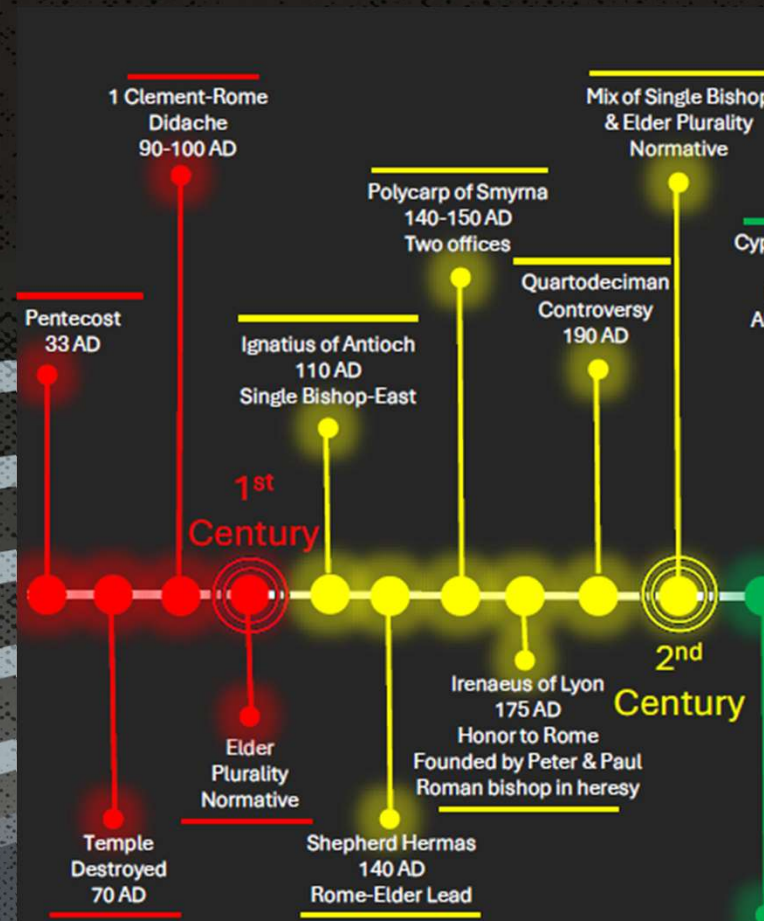 1 Clement-Rome
Didache
90-100 AD
Mix of Single Bishop
& Elder Plurality
Normative
Polycarp of Smyrna
140-150 AD
Two offices
Quartodeciman
Controversy
190 AD
Pentecost
33 AD
Ignatius of Antioch
110 AD
Single Bishop-East
1st
Century
2nd
Century
Irenaeus of Lyon
175 AD
Honor to Rome
Founded by Peter & Paul
Roman bishop in heresy
Elder
Plurality
Normative
Temple
Destroyed
70 AD
Shepherd Hermas
140 AD
Rome-Elder Lead